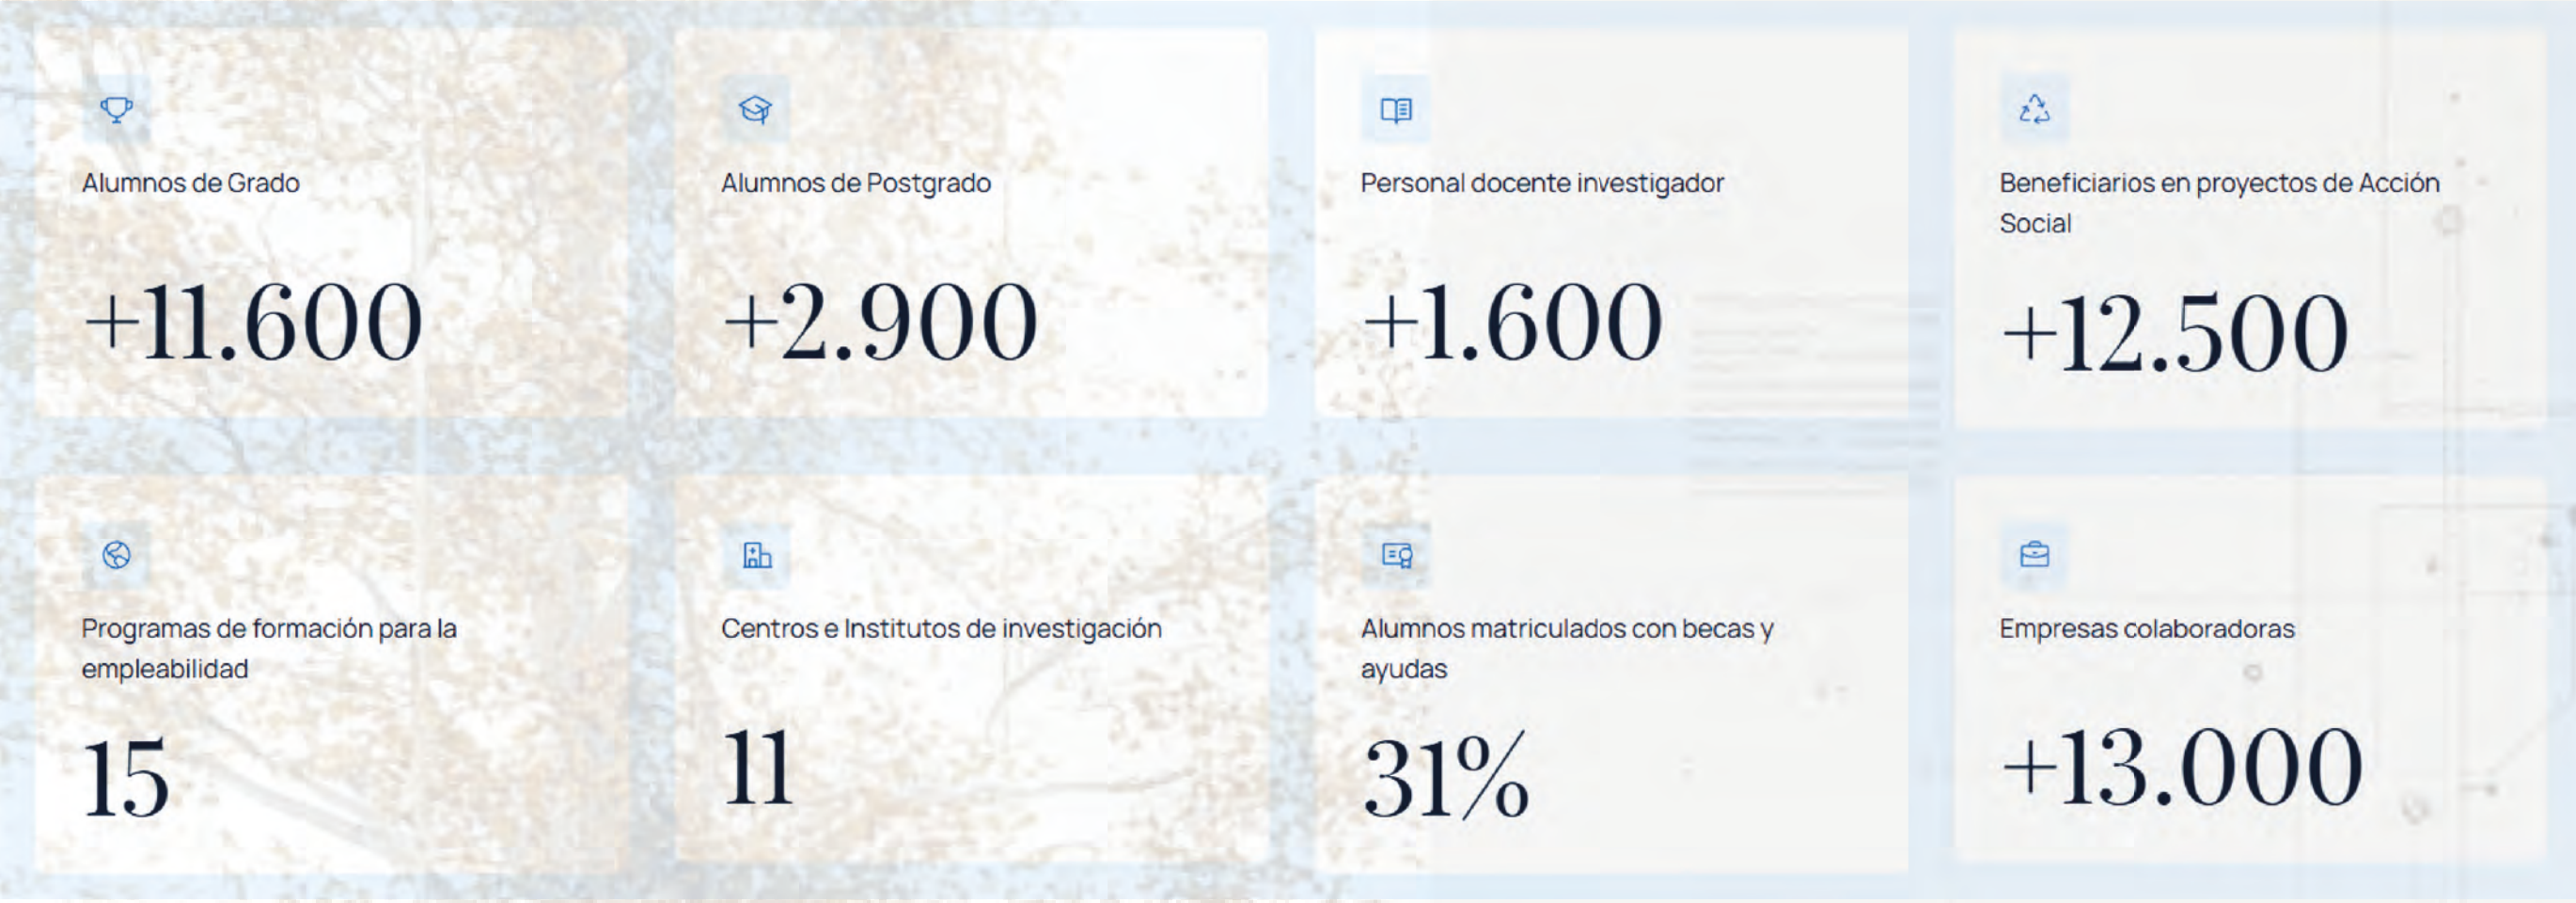 Alumnos de Grado
+11.600
Alumnos de Postgrado
+2.900
Personal docente investigador
+1.600
Beneficiarios en proyectos de Acción
Social
+12.500
Programas de formación para la
empleabilidad
15
Centros e Institutos de investigación
11
Alumnos matriculados con becas y
ayudas
31%
Empresas colaboradoras
+13.000